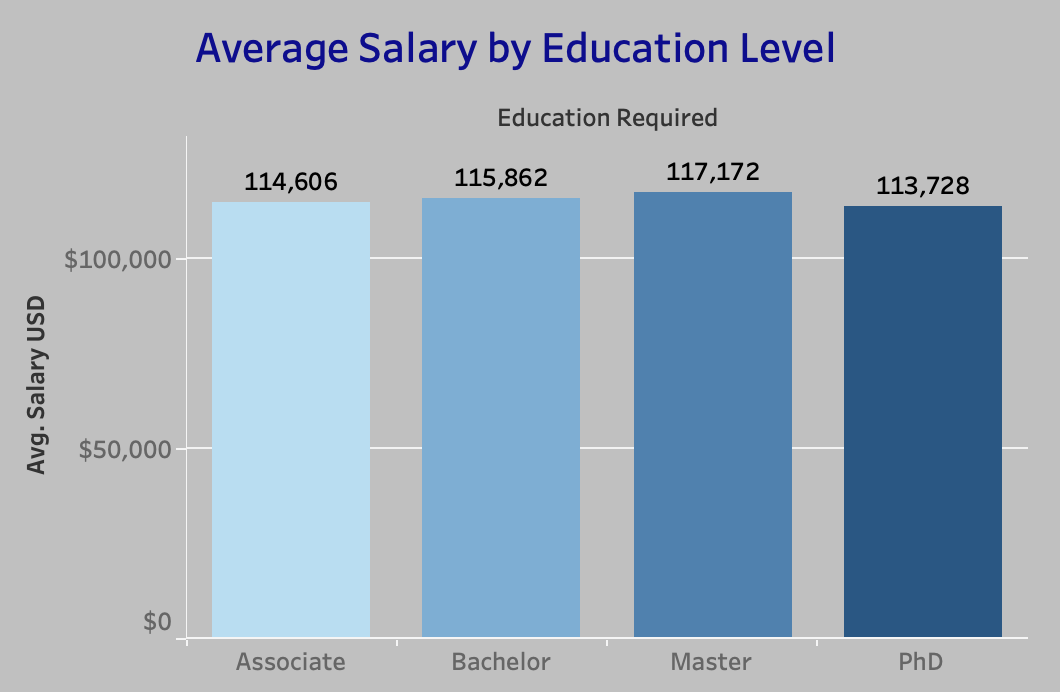 Average Salary by Education Level
Education Required
114,606
115,862
117,172
113,728
$100,000
$50,000
$0
Avg. Salary USD
Associate
Bachelor
Master
PhD